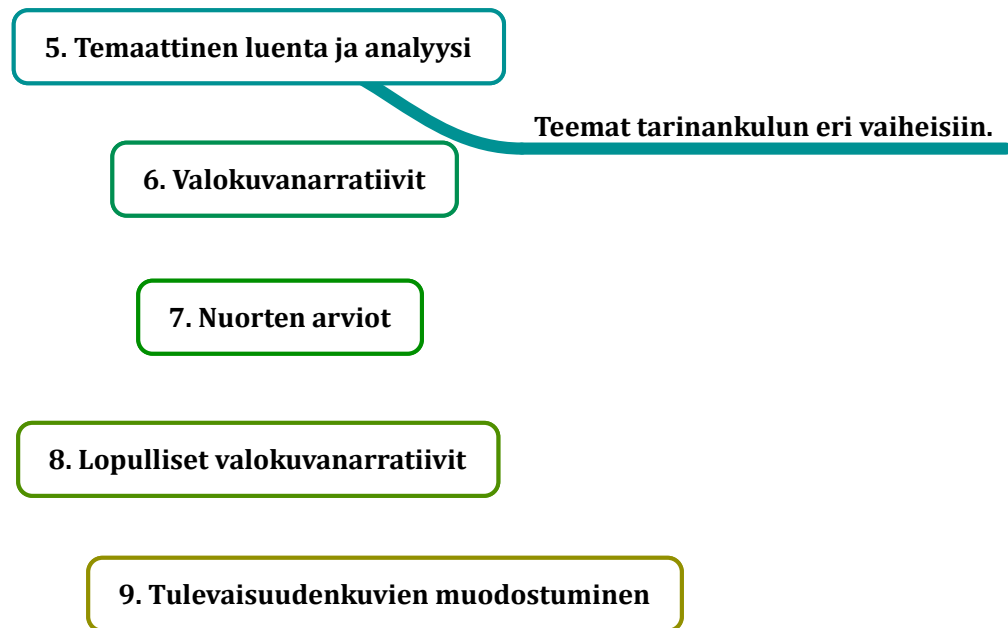 5. Temaattinen luenta ja analyysi
Teemat tarinankulun eri vaiheisiin.
6. Valokuvanarratiivit
7. Nuorten arviot
8. Lopulliset valokuvanarratiivit
9. Tulevaisuudenkuvien muodostuminen